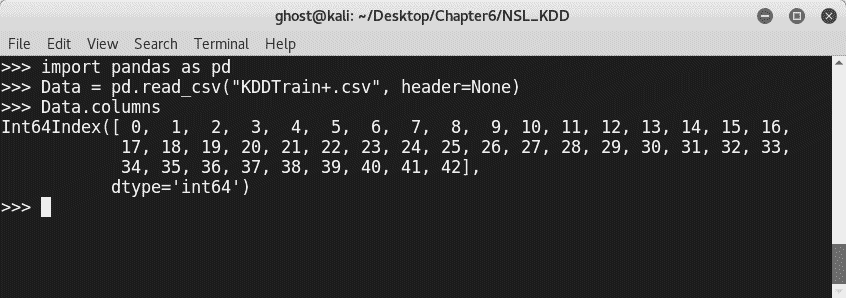 ghost@kali: ~/Desktop/Chapter6/NSL_KDD
File Edit View Search Terminal Help
>>> import pandas as pd
>>> Data = pd.read_csv("KDDTrain+.csv", header=None)
>>> Data.columns
Int64Index([ 0,  1,  2,  3,  4,  5,  6,  7,  8,  9, 10, 11, 12, 13, 14, 15, 16,
            17, 18, 19, 20, 21, 22, 23, 24, 25, 26, 27, 28, 29, 30, 31, 32, 33,
            34, 35, 36, 37, 38, 39, 40, 41, 42],
           dtype='int64')
>>>